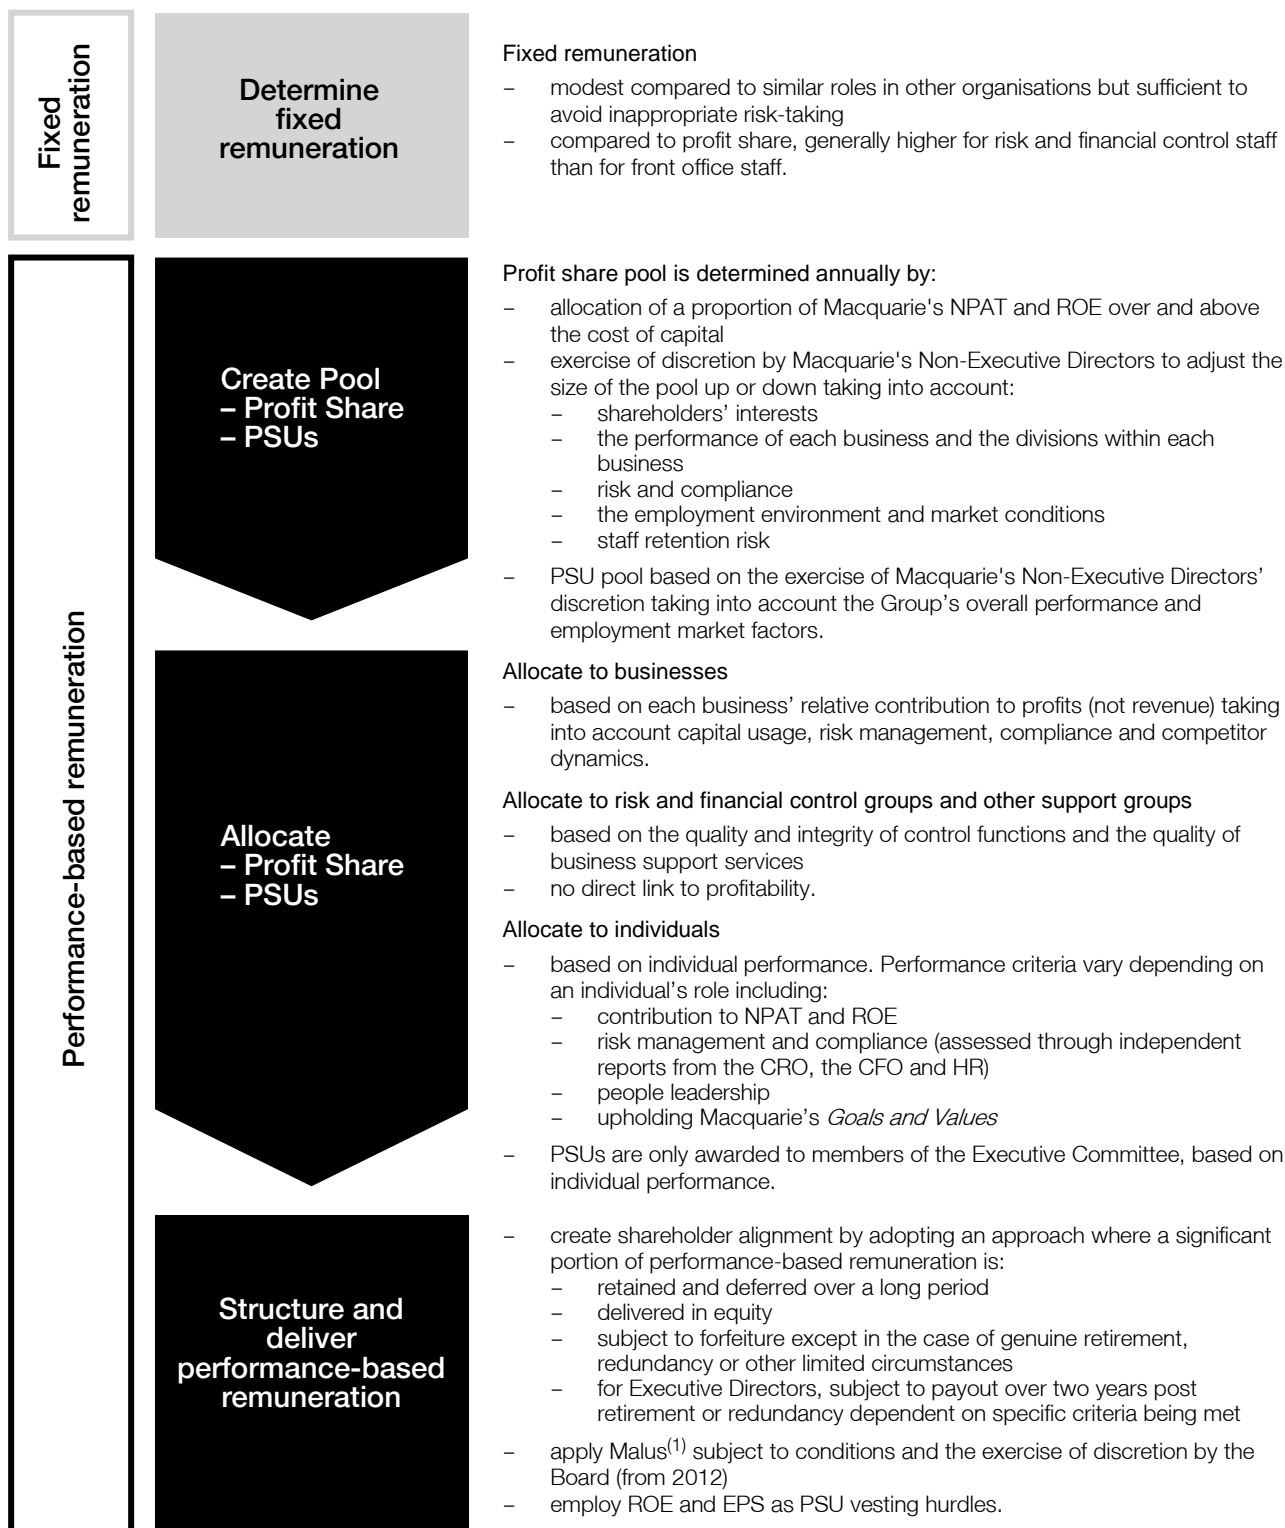 Fixed
remuneration
Determine
fixed
remuneration
Fixed remuneration
– modest compared to similar roles in other organisations but sufficient to
avoid inappropriate risk-taking
– compared to profit share, generally higher for risk and financial control staff
than for front office staff.
Performance-based remuneration
Create Pool
– Profit Share
– PSUs
Profit share pool is determined annually by:
– allocation of a proportion of Macquarie's NPAT and ROE over and above
the cost of capital
– exercise of discretion by Macquarie's Non-Executive Directors to adjust the
size of the pool up or down taking into account:
– shareholders’ interests
– the performance of each business and the divisions within each
business
– risk and compliance
– the employment environment and market conditions
– staff retention risk
– PSU pool based on the exercise of Macquarie's Non-Executive Directors’
discretion taking into account the Group’s overall performance and
employment market factors.
Allocate
– Profit Share
– PSUs
Allocate to businesses
– based on each business’ relative contribution to profits (not revenue) taking
into account capital usage, risk management, compliance and competitor
dynamics.
Allocate to risk and financial control groups and other support groups
– based on the quality and integrity of control functions and the quality of
business support services
– no direct link to profitability.
Allocate to individuals
– based on individual performance. Performance criteria vary depending on
an individual’s role including:
– contribution to NPAT and ROE
– risk management and compliance (assessed through independent
reports from the CRO, the CFO and HR)
– people leadership
– upholding Macquarie’s Goals and Values
– PSUs are only awarded to members of the Executive Committee, based on
individual performance.
Structure and
deliver
performance-based
remuneration
– create shareholder alignment by adopting an approach where a significant
portion of performance-based remuneration is:
– retained and deferred over a long period
– delivered in equity
– subject to forfeiture except in the case of genuine retirement,
redundancy or other limited circumstances
– for Executive Directors, subject to payout over two years post
retirement or redundancy dependent on specific criteria being met
– apply Malus(1) subject to conditions and the exercise of discretion by the
Board (from 2012)
– employ ROE and EPS as PSU vesting hurdles.